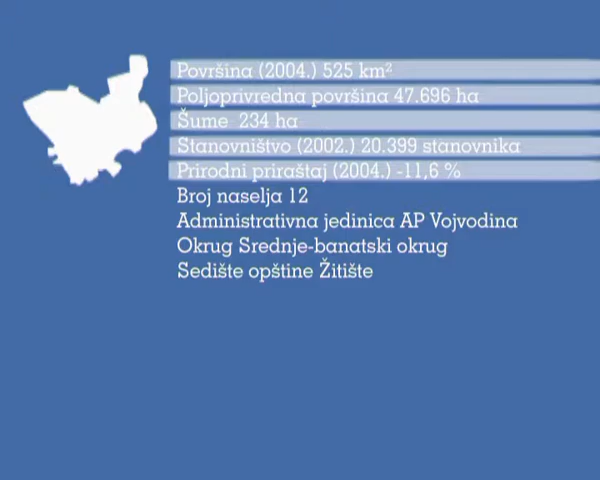 Površina (2004.) 525 km²
Poljoprivredna površina 47.696 ha
Šume 234 ha
Stanovništvo (2002.) 20.399 stanovnika
Prirodni priraštaj (2004.) -11,6 %
Broj naselja 12
Administrativna jedinica AP Vojvodina
Okrug Srednje-banatski okrug
Sedište opštine Žitište